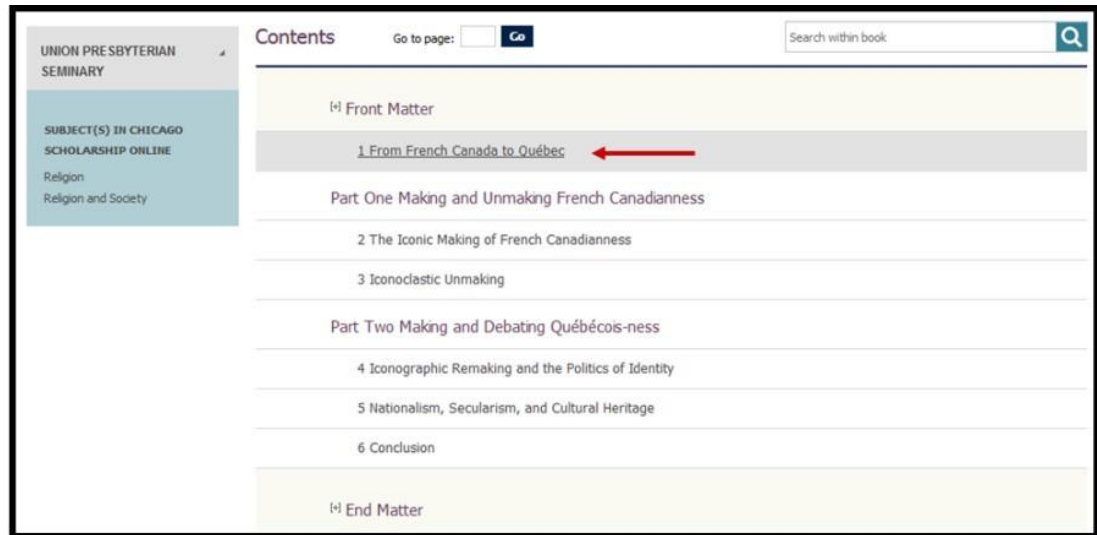 UNION PRESBYTERIAN
SEMINARY
SUBJECT(S) IN CHICAGO
SCHOLARSHIP ONLINE
Religion
Religion and Society
Contents Go to page: Go Search within book
[+] Front Matter
1 From French Canada to Québec
Part One Making and Unmaking French Canadianness
2 The Iconic Making of French Canadianness
3 Iconoclastic Unmaking
Part Two Making and Debating Québécois-ness
4 Iconographic Remaking and the Politics of Identity
5 Nationalism, Secularism, and Cultural Heritage
6 Conclusion
[+] End Matter